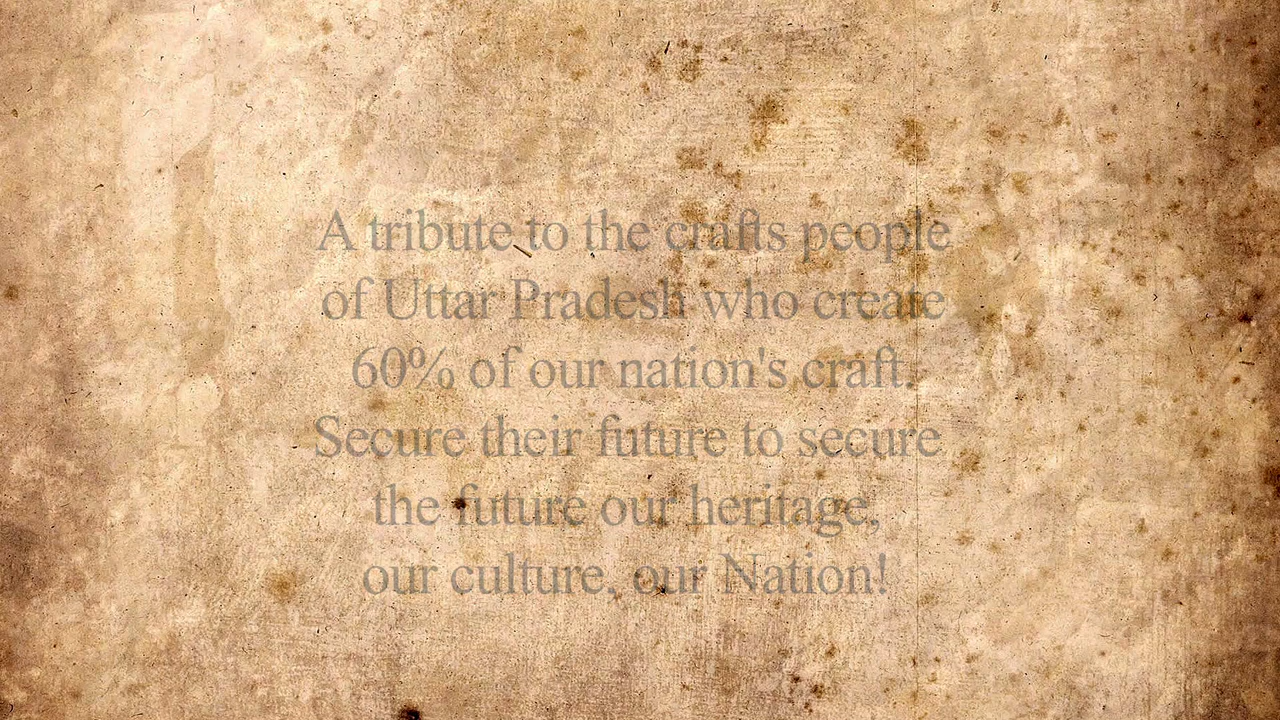 A tribute to the crafts people
of Uttar Pradesh who create
60% of our nation's craft.
Secure their future to secure
the future our heritage,
our culture, our Nation!